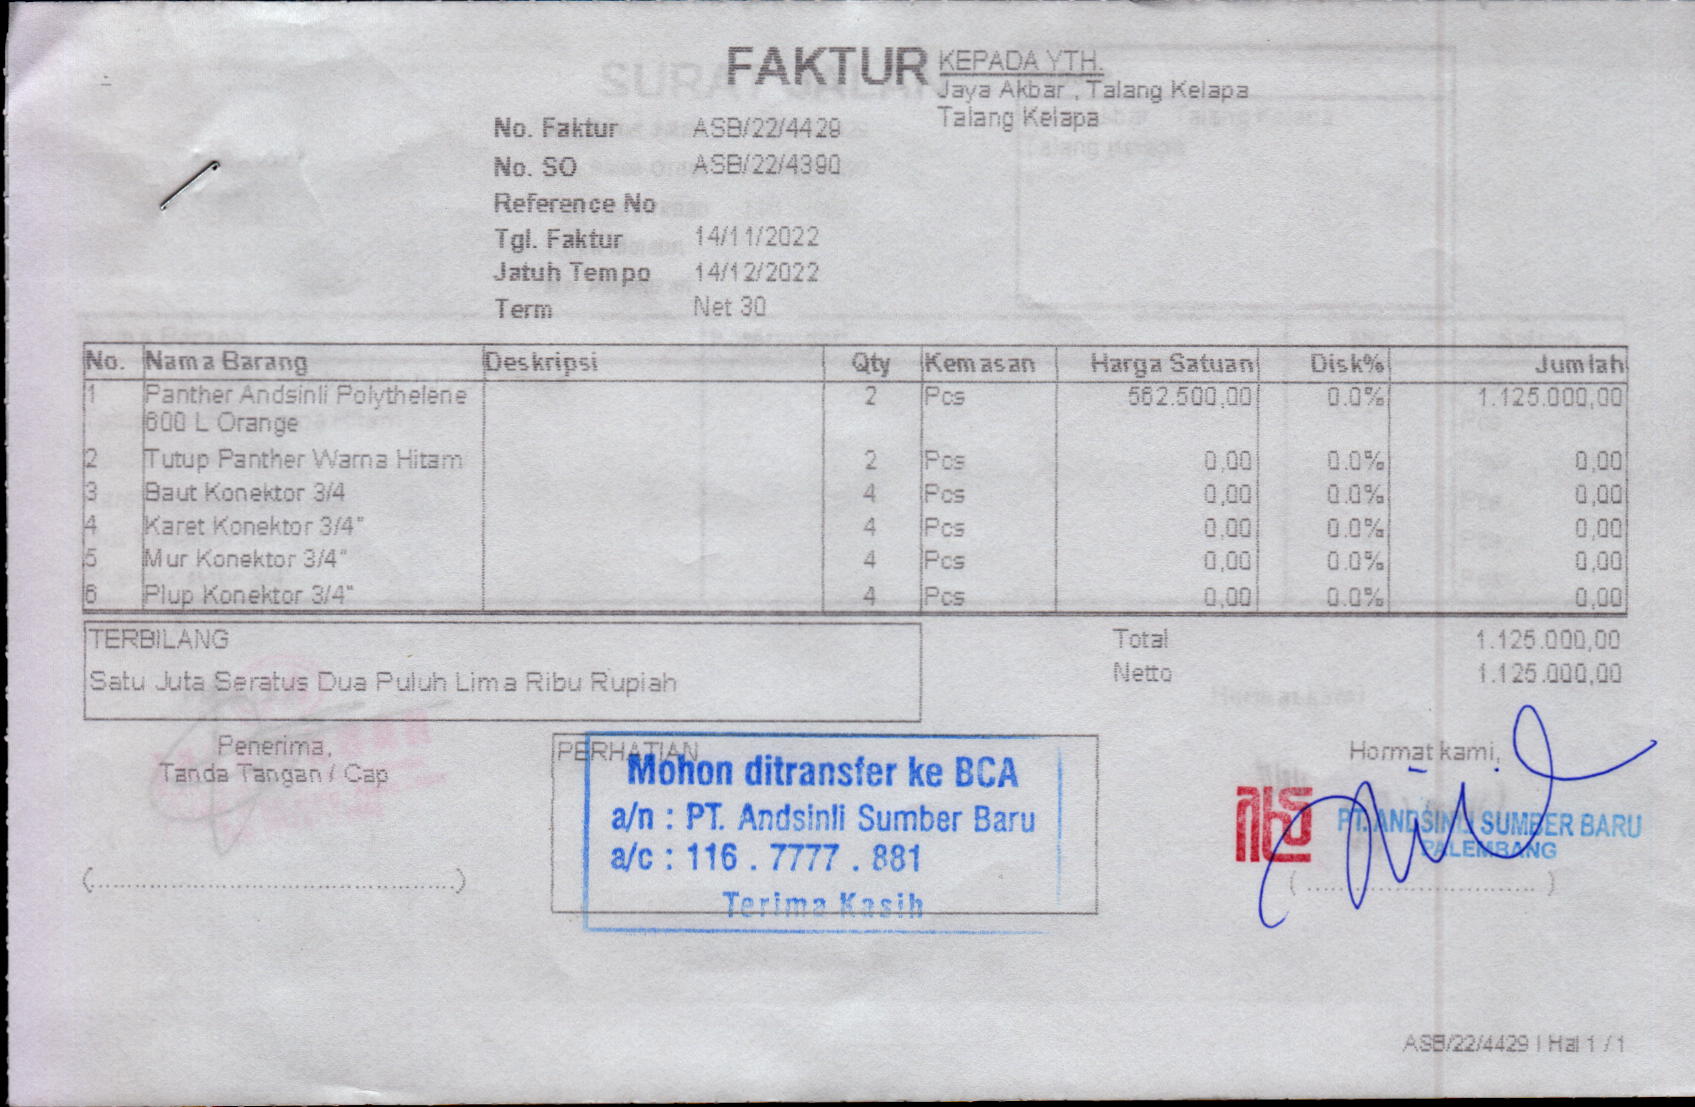 FAKTUR
KEPADA YTH.
Jaya Akbar , Talang Kelapa
Talang Kelapa
No. Faktur ASB/22/4429
No. SO ASB/22/4390
Reference No
Tgl. Faktur 14/11/2022
Jatuh Tempo 14/12/2022
Term Net 30
No. Nama Barang Deskripsi Qty Kemasan Harga Satuan Disk% Jumlah
1 Panther Andsinli Polythelene 2 Pcs 562.500,00 0.0% 1.125.000,00
600 L Orange
2 Tutup Panther Warna Hitam 2 Pcs 0,00 0.0% 0,00
3 Baut Konektor 3/4 4 Pcs 0,00 0.0% 0,00
4 Karet Konektor 3/4" 4 Pcs 0,00 0.0% 0,00
5 Mur Konektor 3/4" 4 Pcs 0,00 0.0% 0,00
6 Plup Konektor 3/4" 4 Pcs 0,00 0.0% 0,00
TERBILANG
Satu Juta Seratus Dua Puluh Lima Ribu Rupiah
Total 1.125.000,00
Netto 1.125.000,00
Penerima,
Tanda Tangan / Cap
(............................................)
PERHATIAN
Mohon ditransfer ke BCA
a/n : PT. Andsinli Sumber Baru
a/c : 116 . 7777 . 881
Terima Kasih
Hormat kami,
PT. ANDSINLI SUMBER BARU
PALEMBANG
( ............................ )
ASB/22/4429 | Hal 1 / 1